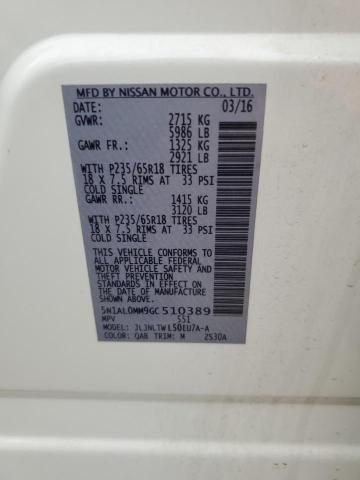 MFD BY NISSAN MOTOR CO., LTD.
DATE: 03/16
GVWR: 2715 KG
5986 LB
GAWR FR.: 1325 KG
2921 LB
WITH P235/65R18 TIRES
18 X 7.5 RIMS AT 33 PSI
COLD SINGLE
GAWR RR.: 1415 KG
3120 LB
WITH P235/65R18 TIRES
18 X 7.5 RIMS AT 33 PSI
COLD SINGLE
THIS VEHICLE CONFORMS TO ALL
APPLICABLE FEDERAL
MOTOR VEHICLE SAFETY
AND THEFT PREVENTION
STANDARDS IN EFFECT ON
THE DATE OF MANUFACTURE
SHOWN ABOVE.
5N1AL0MM9GC510389
MPV 551
MODEL: JL3NLTWL50EU7A-A
COLOR: QAB TRIM: M 2530A